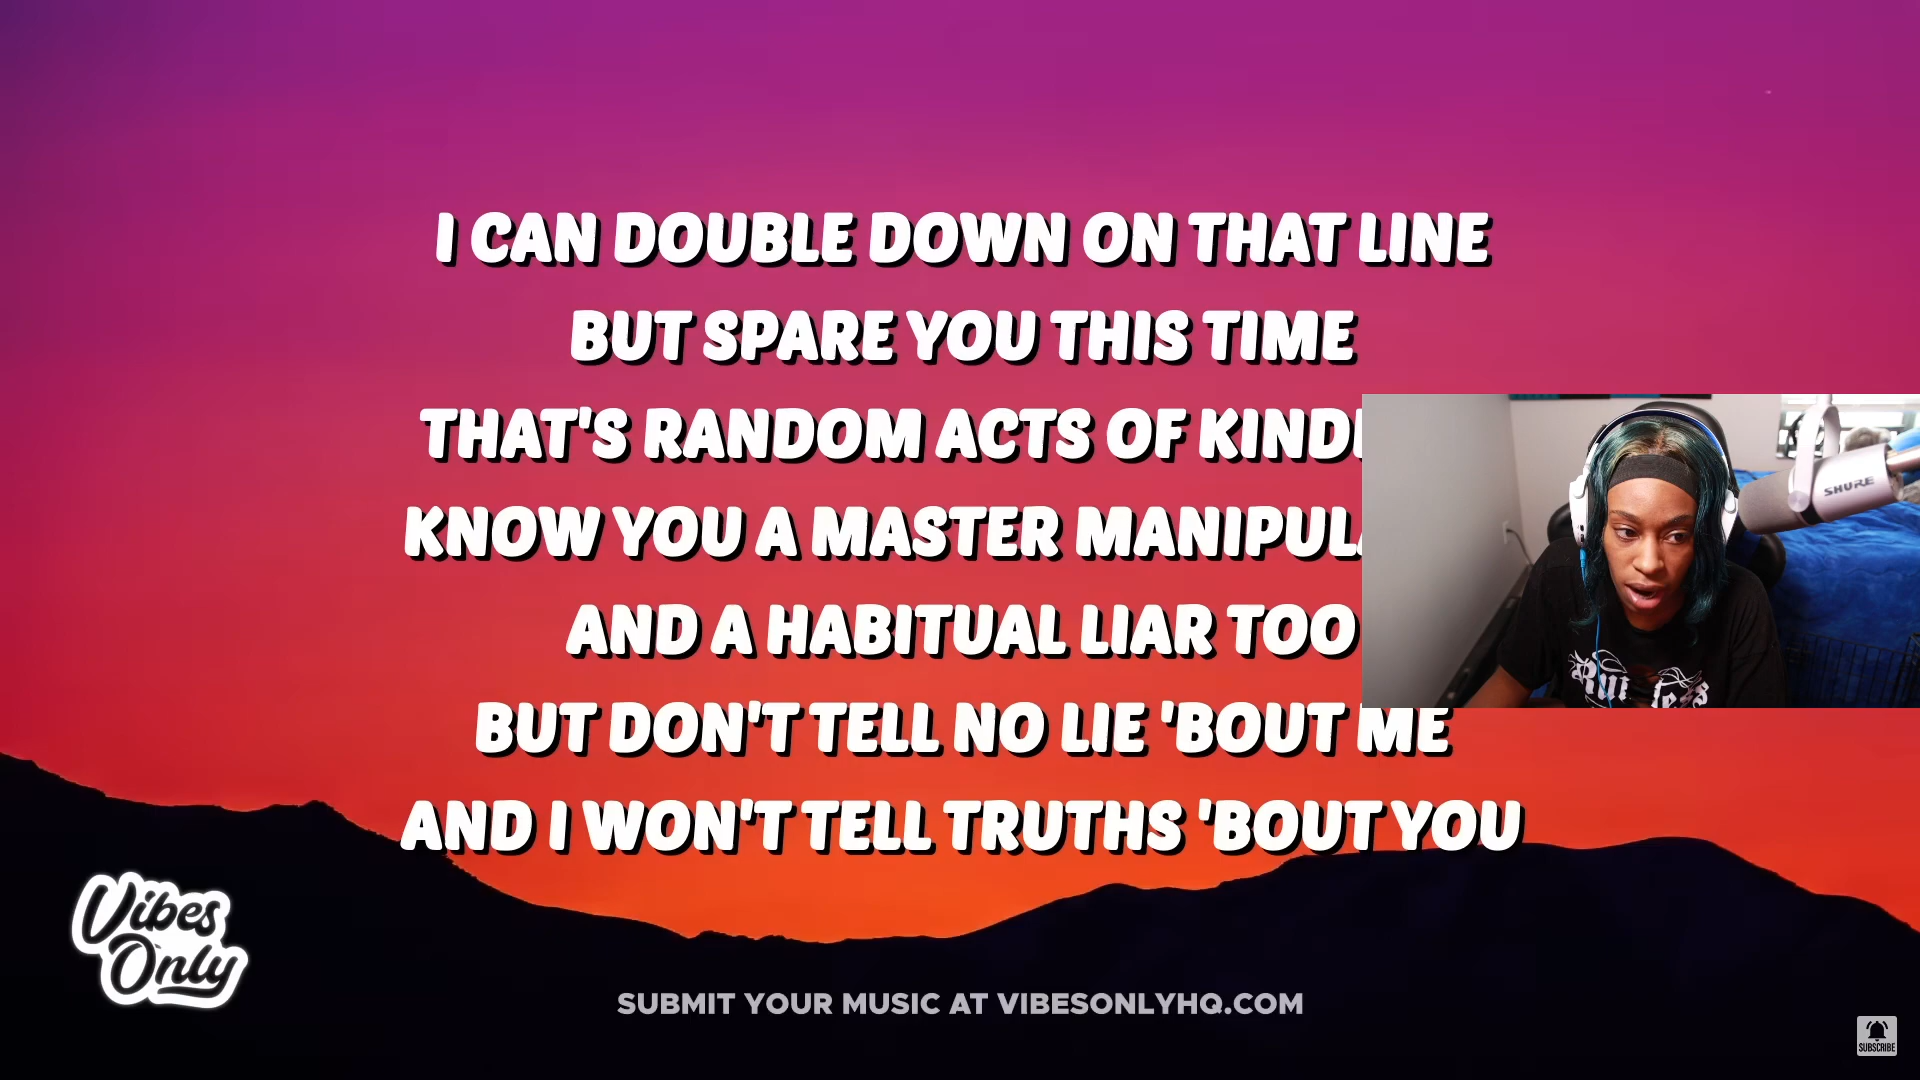 I CAN DOUBLE DOWN ON THAT LINE
BUT SPARE YOU THIS TIME
THAT'S RANDOM ACTS OF
KNOW YOU A MASTER
AND A HABITUAL LIAR TOO
BUT DON'T TELL NO LIE 'BOUT ME
AND I WON'T TELL TRUTHS 'BOUT YOU
SHURE
Vibes
Only
SUBMIT YOUR MUSIC AT VIBESONLYHQ.COM
SUBSCRIBE